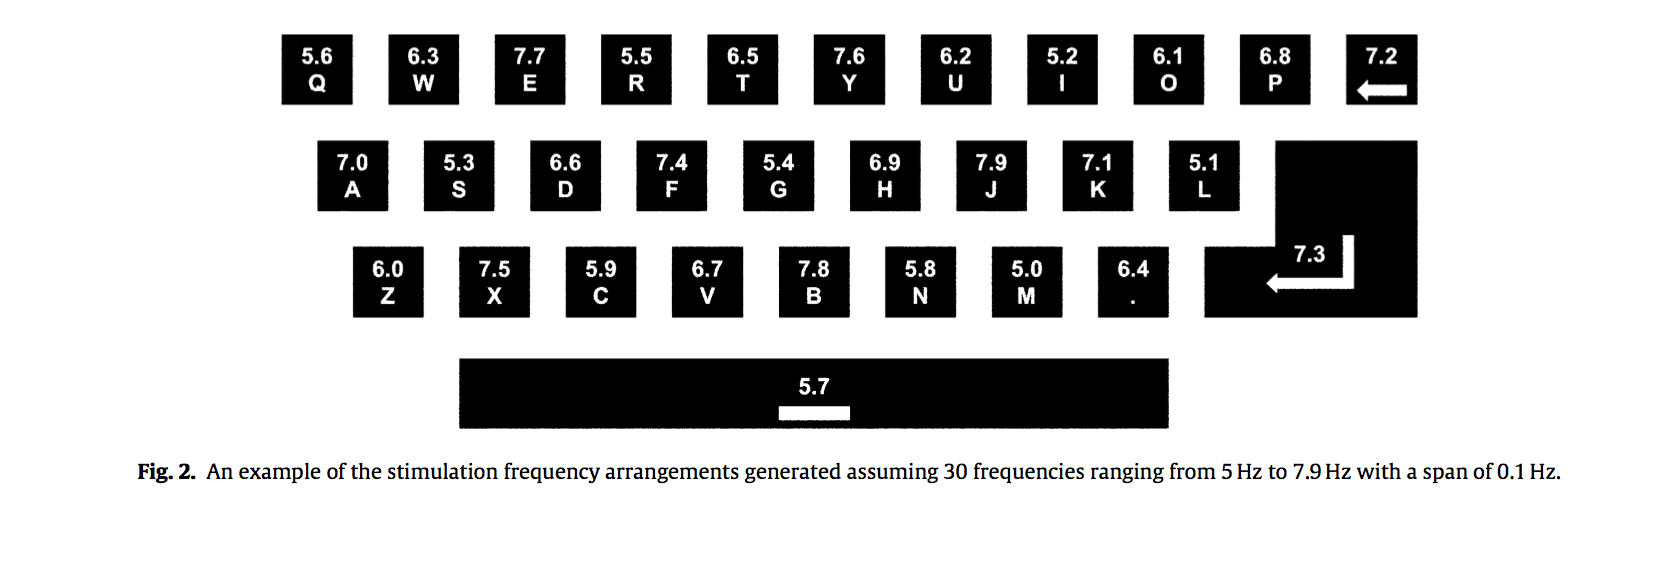 5.6 6.3 7.7 5.5 6.5 7.6 6.2 5.2 6.1 6.8 7.2
Q W E R T Y U I O P
7.0 5.3 6.6 7.4 5.4 6.9 7.9 7.1 5.1
A S D F G H J K L
6.0 7.5 5.9 6.7 7.8 5.8 5.0 6.4 7.3
Z X C V B N M .
5.7
Fig. 2. An example of the stimulation frequency arrangements generated assuming 30 frequencies ranging from 5 Hz to 7.9 Hz with a span of 0.1 Hz.